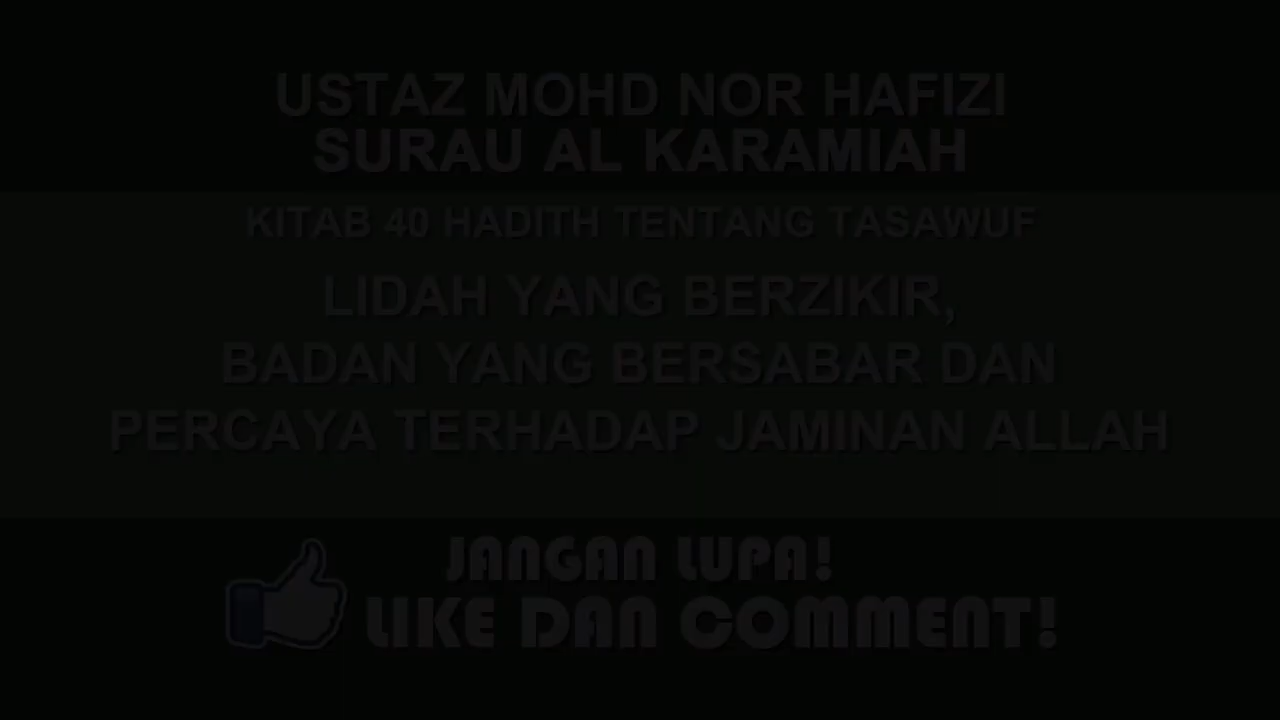 USTAZ MOHD NOR HAFIZI
SURAU AL KARAMIAH
KITAB 40 HADITH TENTANG TASAWUF
LIDAH YANG BERZIKIR,
BADAN YANG BERSABAR DAN
PERCAYA TERHADAP JAMINAN ALLAH
JANGAN LUPA!
LIKE DAN COMMENT!